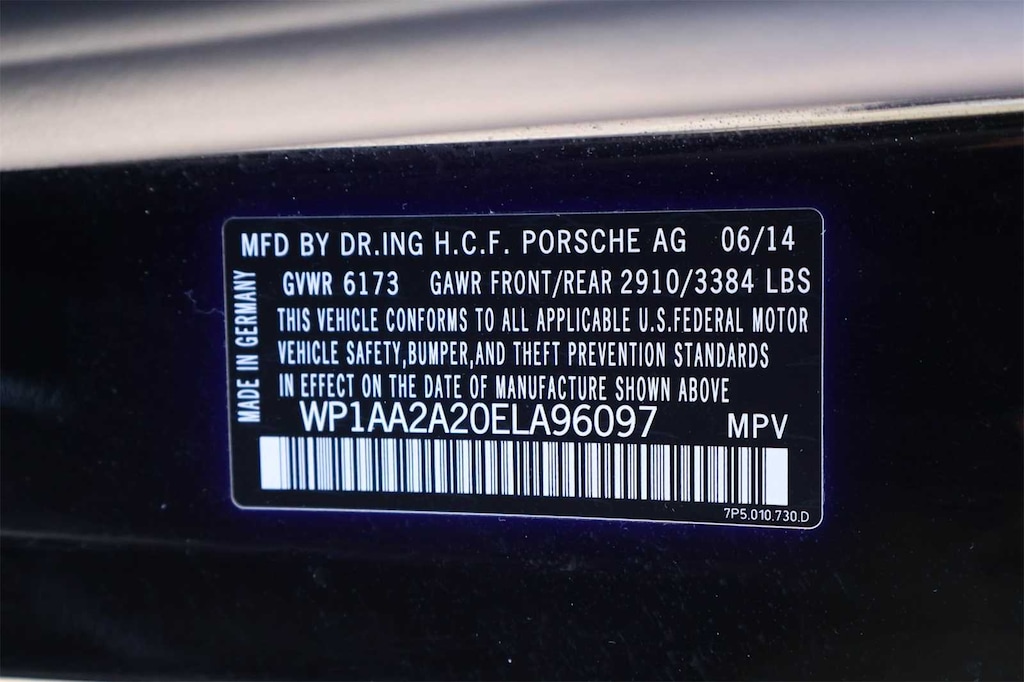 MFD BY DR.ING H.C.F. PORSCHE AG 06/14
GVWR 6173 GAWR FRONT/REAR 2910/3384 LBS
MADE IN GERMANY
THIS VEHICLE CONFORMS TO ALL APPLICABLE U.S.FEDERAL MOTOR
VEHICLE SAFETY,BUMPER,AND THEFT PREVENTION STANDARDS
IN EFFECT ON THE DATE OF MANUFACTURE SHOWN ABOVE
WP1AA2A20ELA96097 MPV
7P5.010.730.D